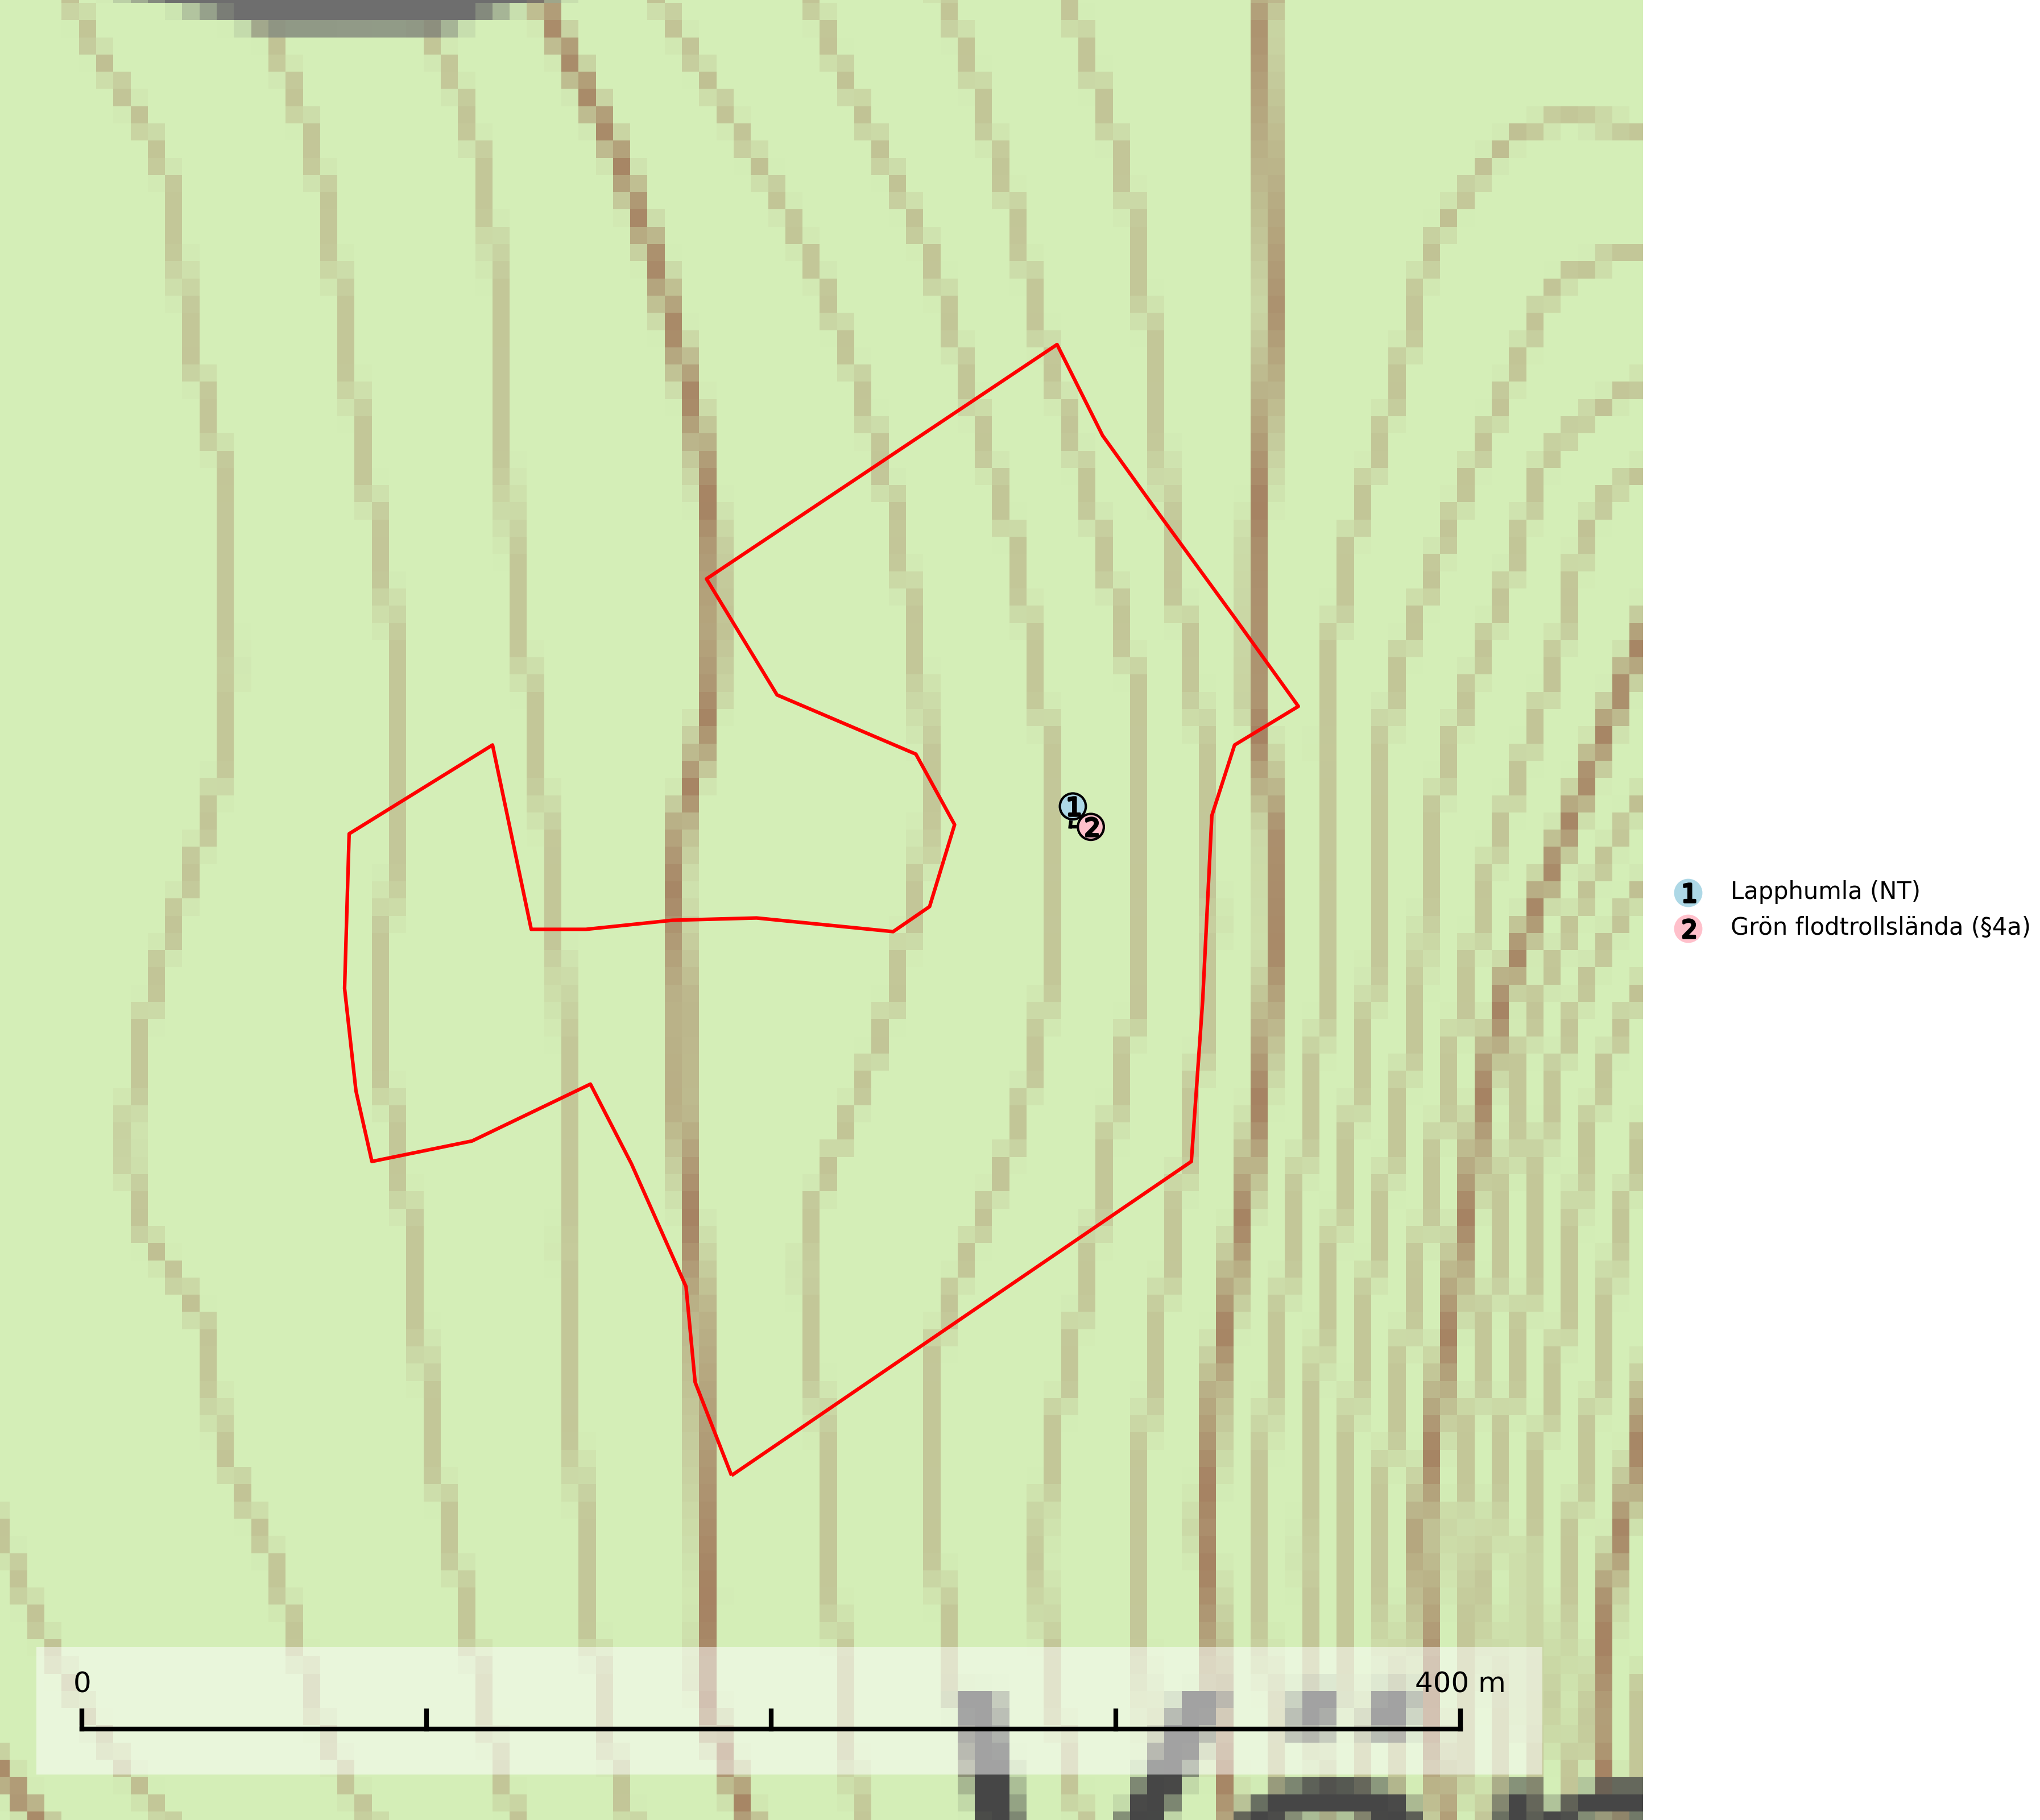 1
2
1 Lapphumla (NT)
2 Grön flodtrollslända (§4a)
0 400 m